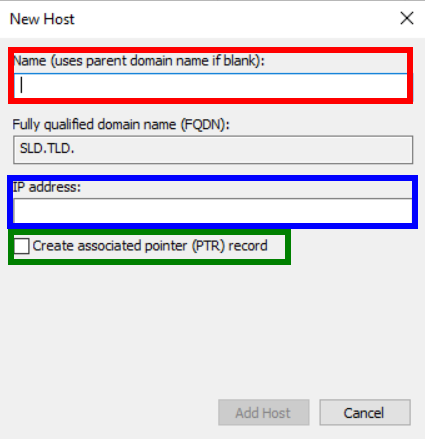 New Host
Name (uses parent domain name if blank):
Fully qualified domain name (FQDN):
SLD.TLD.
IP address:
Create associated pointer (PTR) record
Add Host Cancel